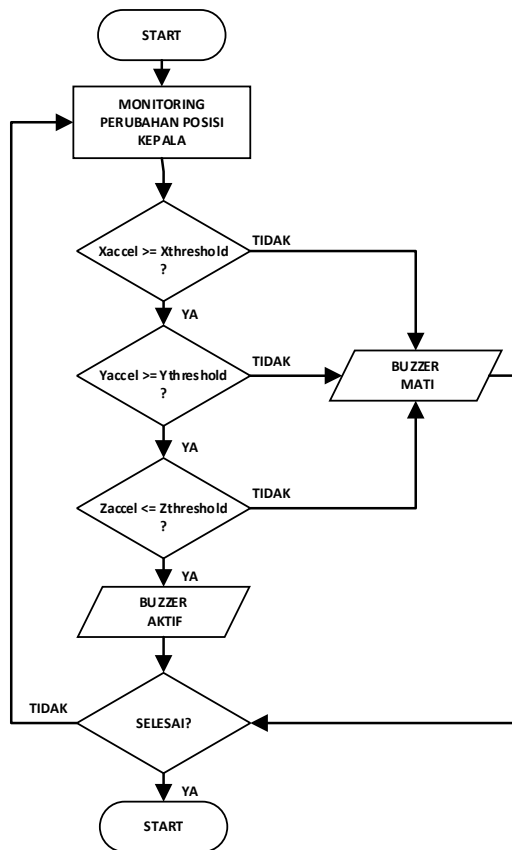 START
MONITORING
PERUBAHAN POSISI
KEPALA
Xaccel >= Xthreshold
?
TIDAK
YA
Yaccel >= Ythreshold
?
TIDAK
BUZZER
MATI
YA
Zaccel <= Zthreshold
?
TIDAK
YA
BUZZER
AKTIF
TIDAK
SELESAI?
YA
START